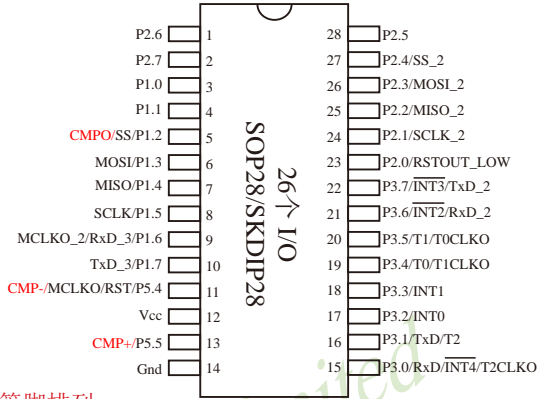 P2.6 1 28 P2.5
P2.7 2 27 P2.4/SS_2
P1.0 3 26 P2.3/MOSI_2
P1.1 4 25 P2.2/MISO_2
CMPO/SS/P1.2 5 24 P2.1/SCLK_2
MOSI/P1.3 6 23 P2.0/RSTOUT_LOW
MISO/P1.4 7 22 P3.7/INT3/TxD_2
SCLK/P1.5 8 21 P3.6/INT2/RxD_2
MCLKO_2/RxD_3/P1.6 9 20 P3.5/T1/T0CLKO
TxD_3/P1.7 10 19 P3.4/T0/T1CLKO
CMP-/MCLKO/RST/P5.4 11 18 P3.3/INT1
Vcc 12 17 P3.2/INT0
CMP+/P5.5 13 16 P3.1/TxD/T2
Gnd 14 15 P3.0/RxD/INT4/T2CLKO
26个 I/O
SOP28/SKDIP28